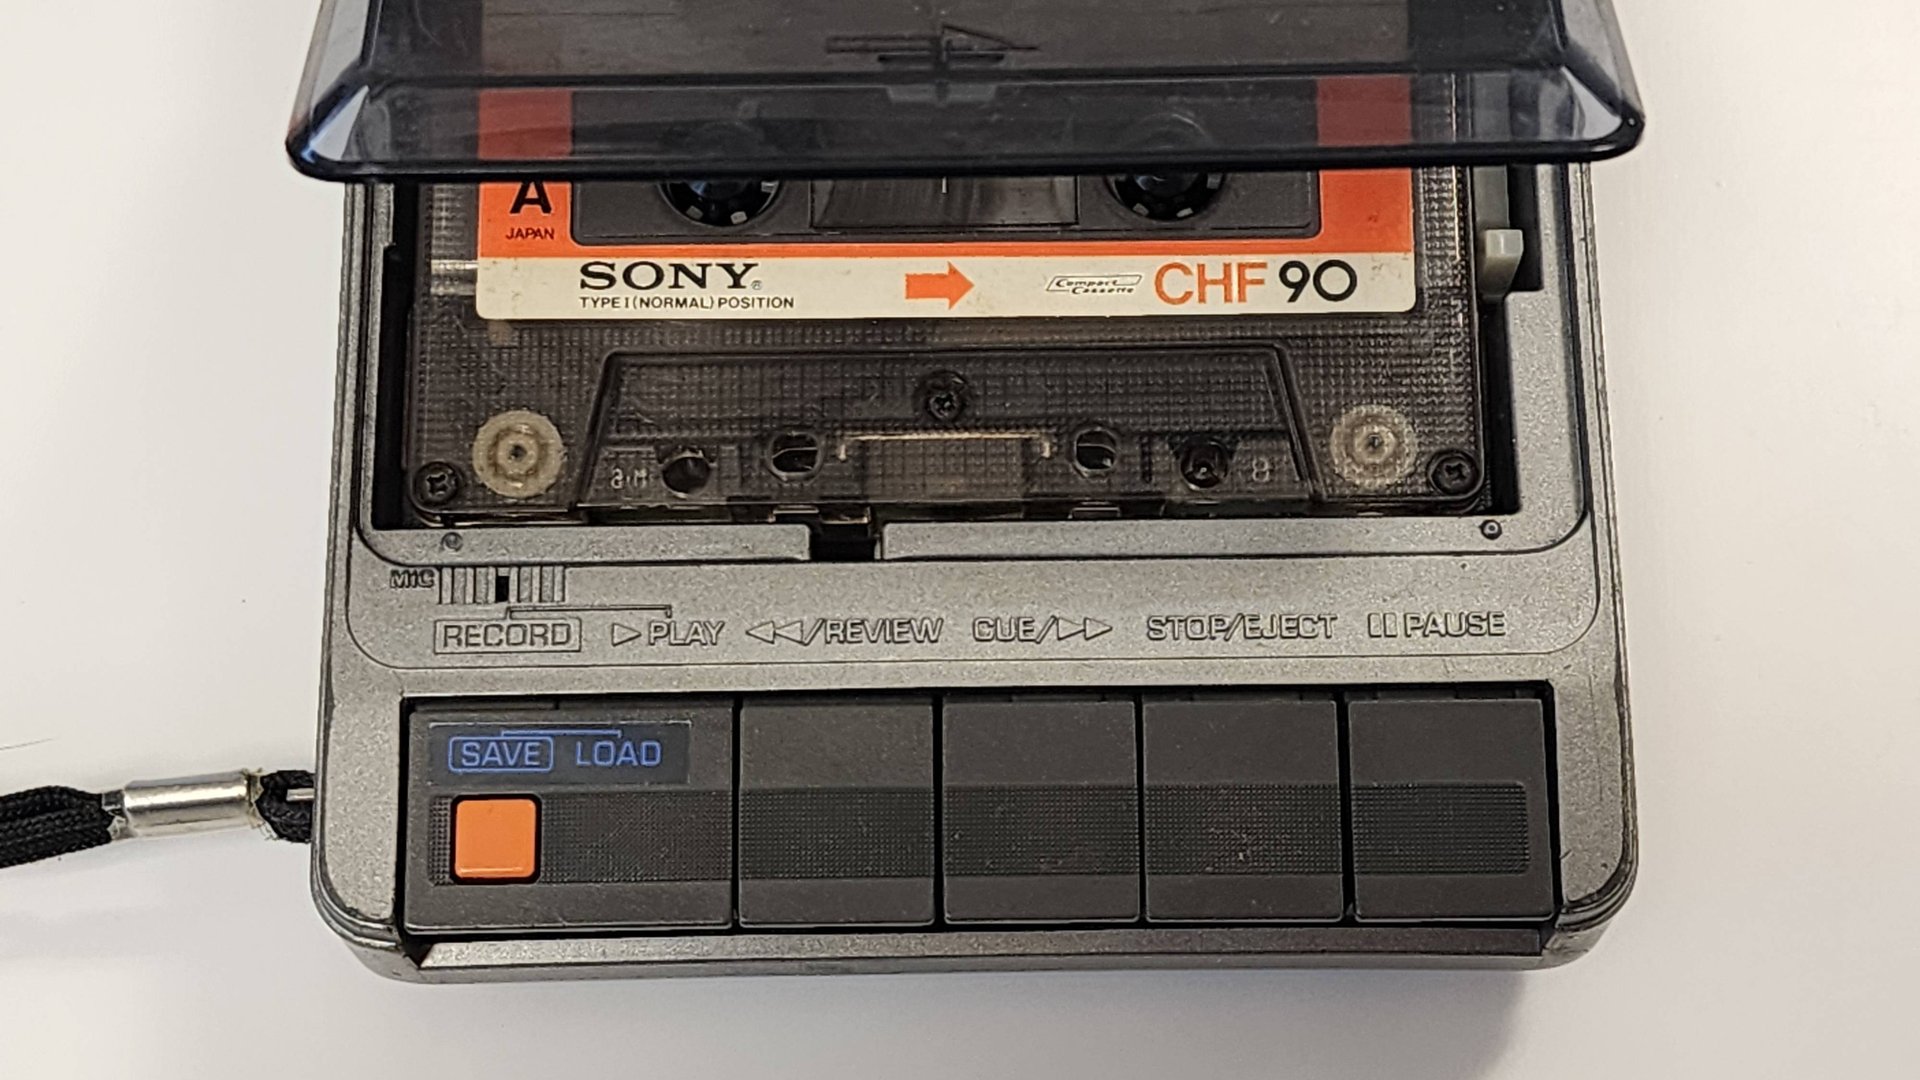 A
JAPAN
SONY®
TYPE I (NORMAL) POSITION
Compact Cassette
CHF 90
MIC
RECORD ▷ PLAY ◁◁/REVIEW CUE/▷▷ STOP/EJECT ▯▯ PAUSE
SAVE LOAD